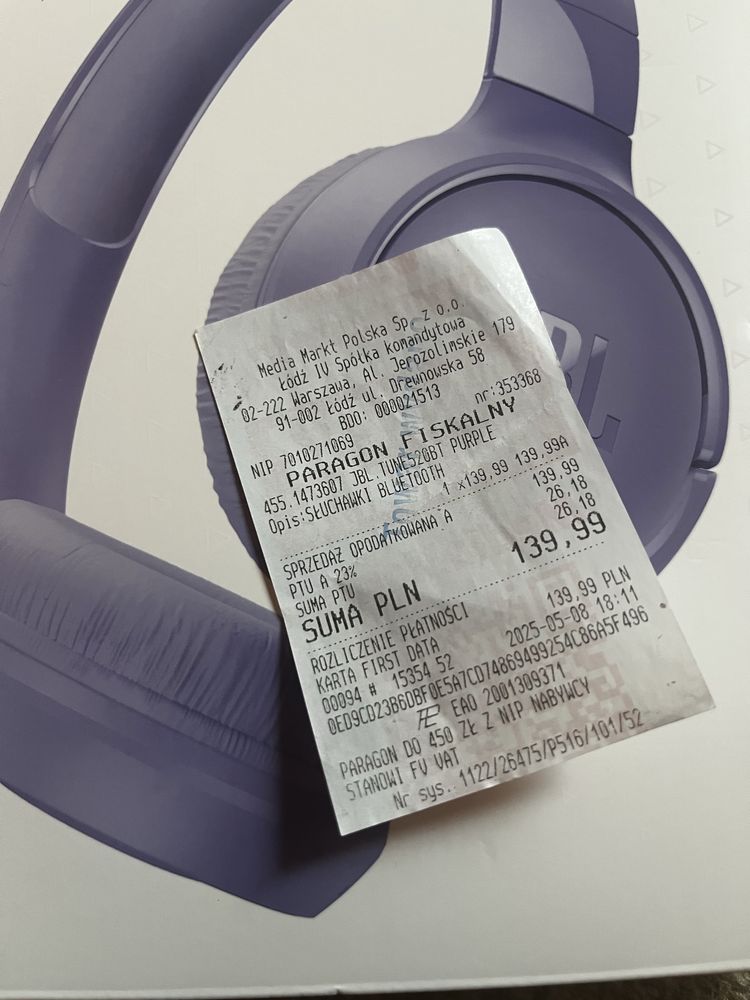 Media Markt Polska Sp. z o.o.
Łódź IV Spółka komandytowa
02-222 Warszawa, Al. Jerozolimskie 179
91-002 Łódź ul. Drewnowska 58
BDO: 000021513
NIP 7010271069 nr:353368
PARAGON FISKALNY
455.1473607 JBL.TUNE520BT PURPLE
Opis:SŁUCHAWKI BLUETOOTH
1 x139,99 139,99A
SPRZEDAŻ OPODATKOWANA A 139,99
PTU A 23% 26,18
SUMA PTU 26,18
SUMA PLN 139,99
ROZLICZENIE PŁATNOŚCI
KARTA FIRST DATA 139,99 PLN
00094 # 15354 52 2025-05-08 18:11
0ED9CD23B6DBF0E5A7CD74869499254C86A5F496
EAO 2001309371
PARAGON DO 450 ZŁ Z NIP NABYWCY
STANOWI FV VAT
Nr sys. 1122/26475/P516/101/52
JBL